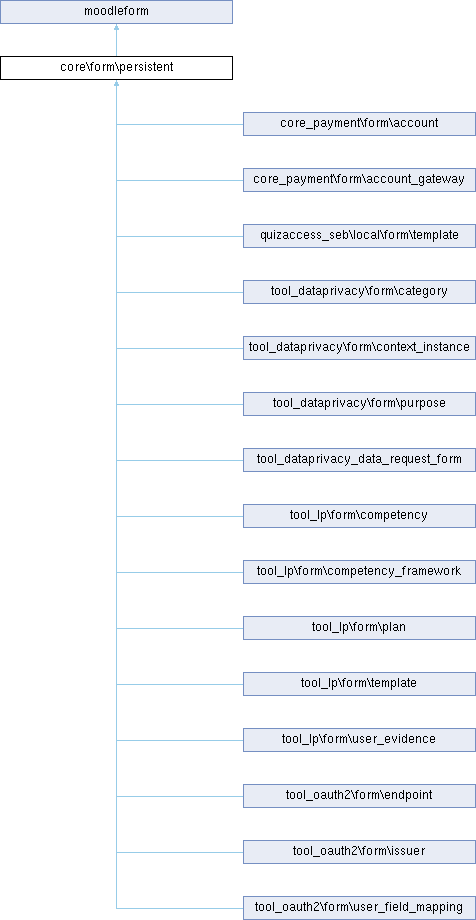 moodleform
core\form\persistent
core_payment\form\account
core_payment\form\account_gateway
quizaccess_seb\local\form\template
tool_dataprivacy\form\category
tool_dataprivacy\form\context_instance
tool_dataprivacy\form\purpose
tool_dataprivacy_data_request_form
tool_lp\form\competency
tool_lp\form\competency_framework
tool_lp\form\plan
tool_lp\form\template
tool_lp\form\user_evidence
tool_oauth2\form\endpoint
tool_oauth2\form\issuer
tool_oauth2\form\user_field_mapping